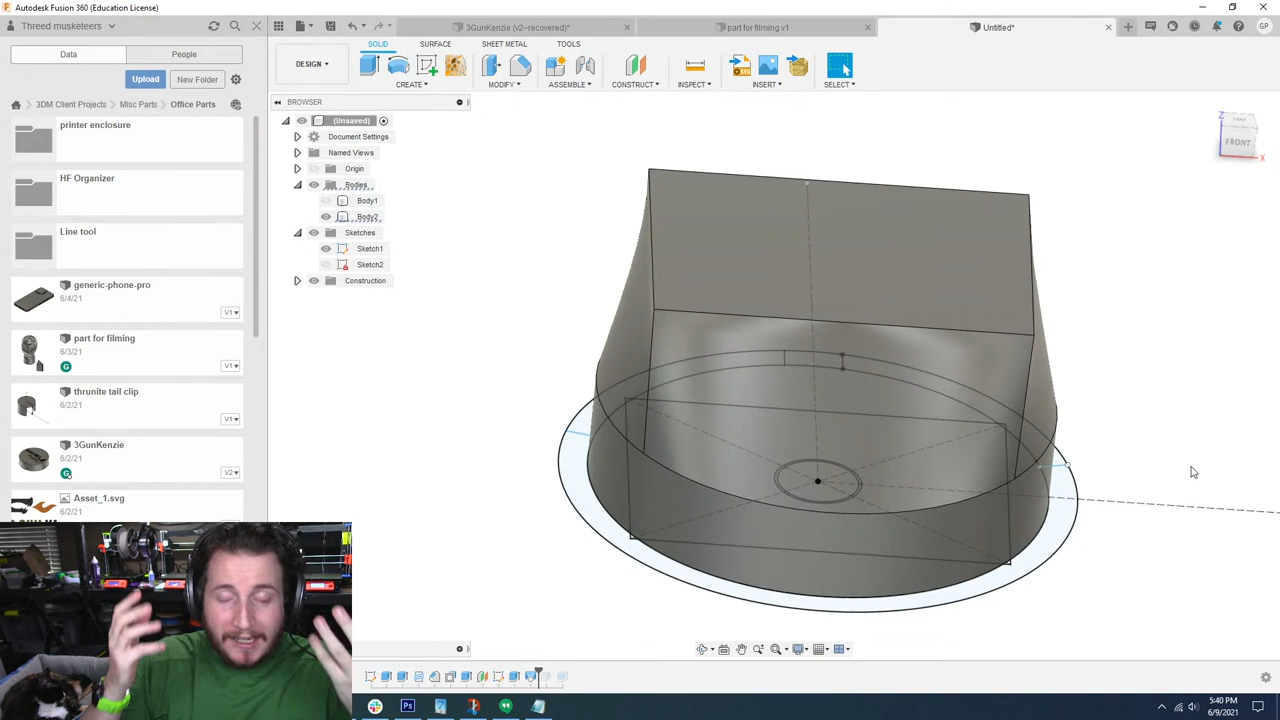 Autodesk Fusion 360 (Education License)
Threed musketeers
3GunKenzie (v2~recovered)*
part for filming v1
Untitled*
GP
Data
People
Upload
New Folder
3DM Client Projects
Misc Parts
Office Parts
printer enclosure
HF Organizer
Line tool
generic-phone-pro
6/4/21
V1
part for filming
6/3/21
G
V1
thrunite tail clip
6/2/21
V1
3GunKenzie
6/2/21
G
V2
Asset_1.svg
DESIGN
SOLID
SURFACE
SHEET METAL
TOOLS
CREATE
MODIFY
ASSEMBLE
CONSTRUCT
INSPECT
INSERT
SELECT
BROWSER
(Unsaved)
Document Settings
Named Views
Origin
Bodies
Body1
Body2
Sketches
Sketch1
Sketch2
Construction
TOP
FRONT
Z
X
Ps
5:40 PM
6/9/2021